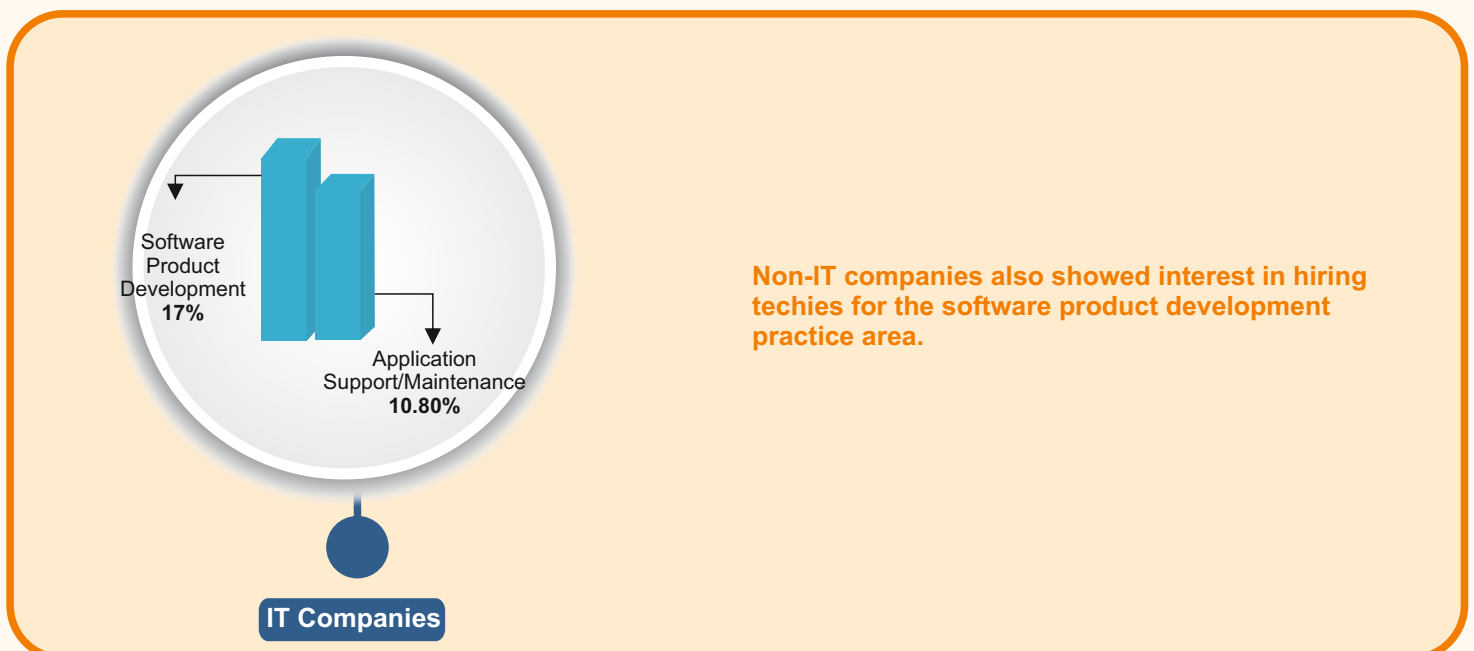 Software
Product
Development
17%
Application
Support/Maintenance
10.80%
IT Companies
Non-IT companies also showed interest in hiring
techies for the software product development
practice area.